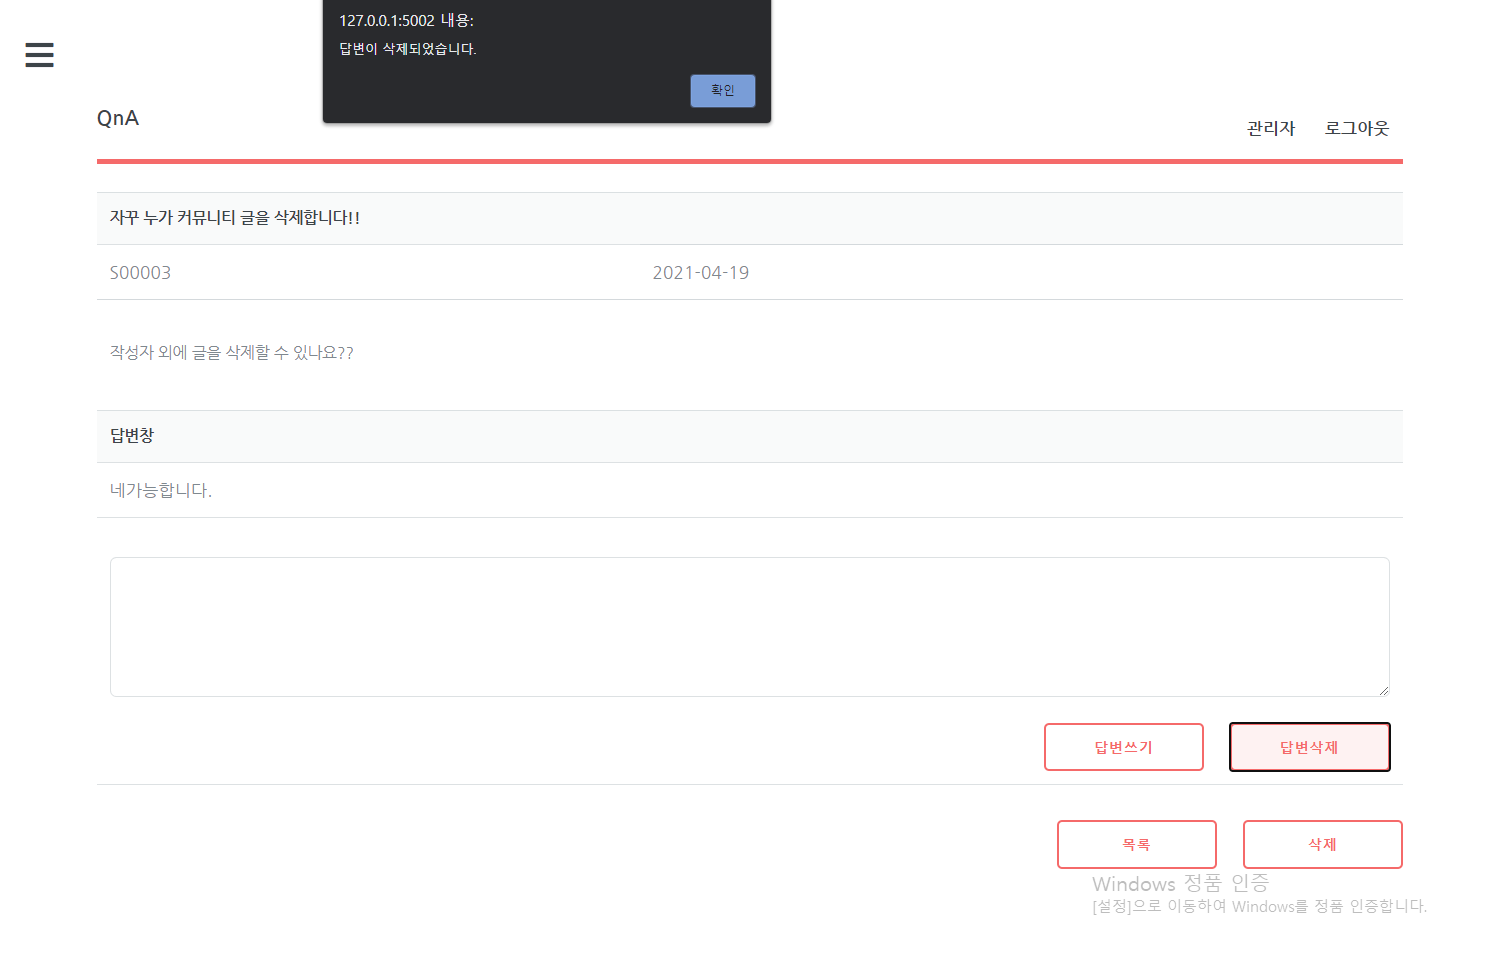 127.0.0.1:5002 내용:
답변이 삭제되었습니다.
확인
QnA
관리자 로그아웃
자꾸 누가 커뮤니티 글을 삭제합니다!!
S00003 2021-04-19
작성자 외에 글을 삭제할 수 있나요??
답변창
네가능합니다.
답변쓰기 답변삭제
목록 삭제
Windows 정품 인증
[설정]으로 이동하여 Windows를 정품 인증합니다.